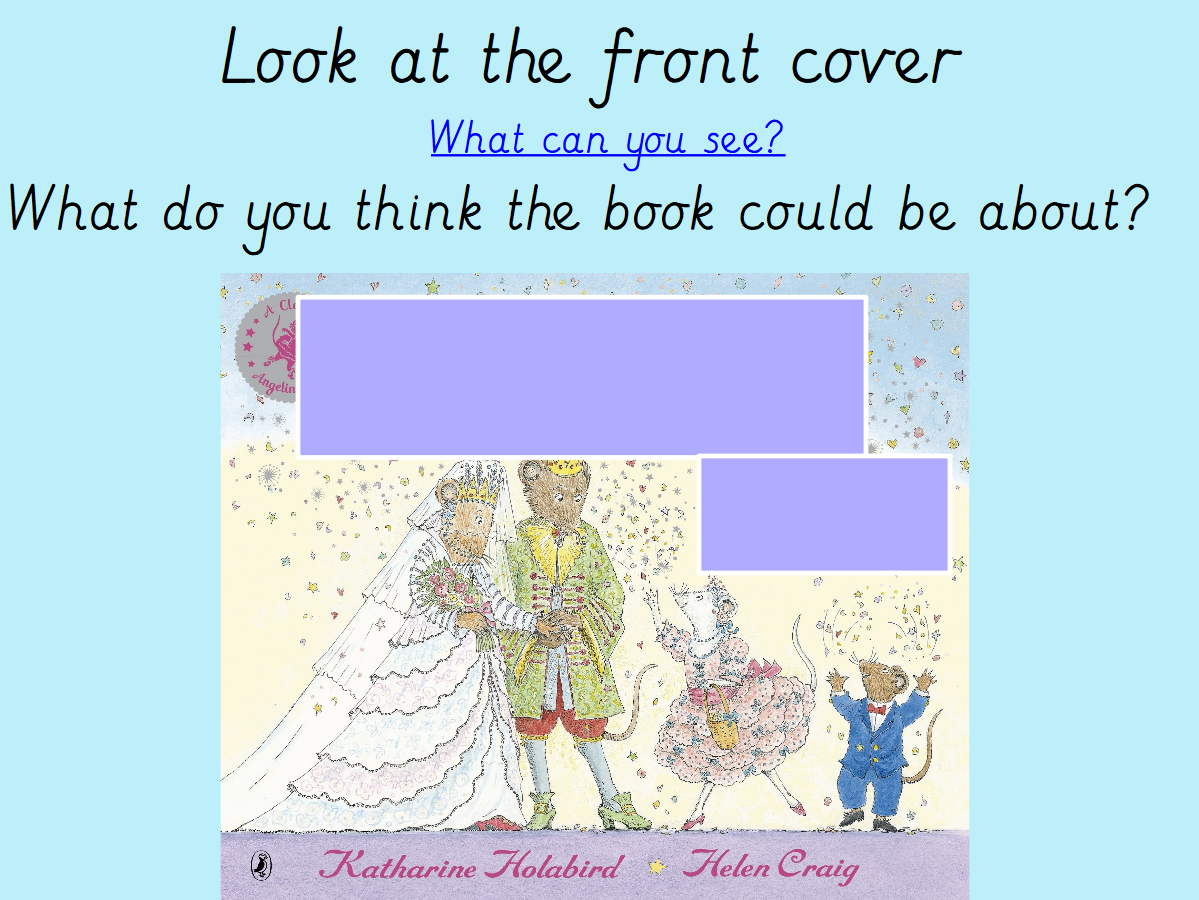 Look at the front cover
What can you see?
What do you think the book could be about?
A
Katharine Holabird Helen Craig